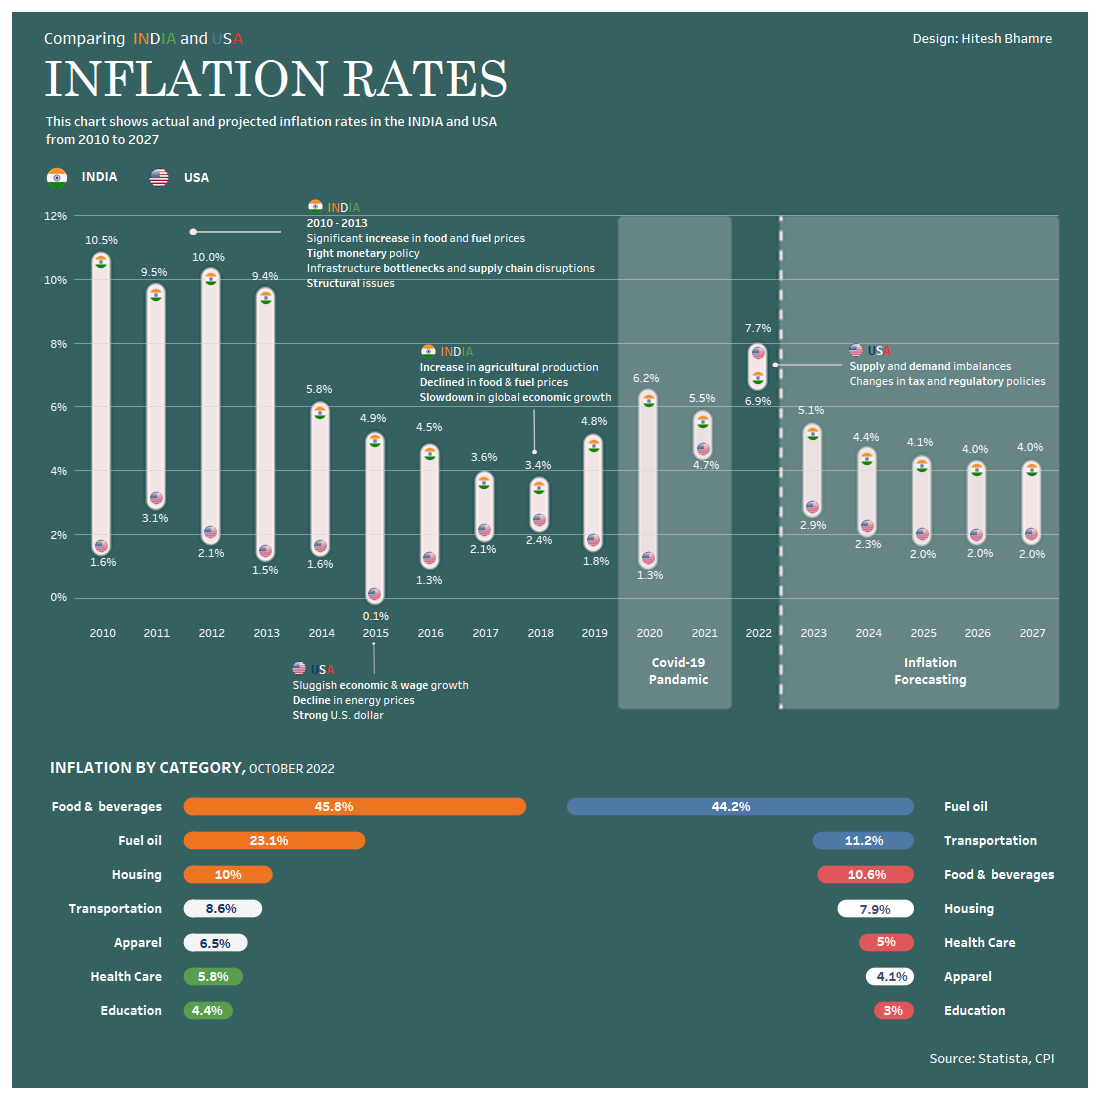 Comparing INDIA and USA
Design: Hitesh Bhamre
INFLATION RATES
This chart shows actual and projected inflation rates in the INDIA and USA
from 2010 to 2027
INDIA
USA
INDIA
2010 - 2013
Significant increase in food and fuel prices
Tight monetary policy
Infrastructure bottlenecks and supply chain disruptions
Structural issues
INDIA
Increase in agricultural production
Declined in food & fuel prices
Slowdown in global economic growth
USA
Supply and demand imbalances
Changes in tax and regulatory policies
12%
10%
8%
6%
4%
2%
0%
10.5%
1.6%
9.5%
3.1%
10.0%
2.1%
9.4%
1.5%
5.8%
1.6%
4.9%
0.1%
4.5%
1.3%
3.6%
2.1%
3.4%
2.4%
4.8%
1.8%
6.2%
1.3%
5.5%
4.7%
7.7%
6.9%
5.1%
2.9%
4.4%
2.3%
4.1%
2.0%
4.0%
2.0%
4.0%
2.0%
2010
2011
2012
2013
2014
2015
2016
2017
2018
2019
2020
2021
2022
2023
2024
2025
2026
2027
Covid-19
Pandamic
Inflation
Forecasting
USA
Sluggish economic & wage growth
Decline in energy prices
Strong U.S. dollar
INFLATION BY CATEGORY, OCTOBER 2022
Food & beverages 45.8%
Fuel oil 23.1%
Housing 10%
Transportation 8.6%
Apparel 6.5%
Health Care 5.8%
Education 4.4%
44.2% Fuel oil
11.2% Transportation
10.6% Food & beverages
7.9% Housing
5% Health Care
4.1% Apparel
3% Education
Source: Statista, CPI